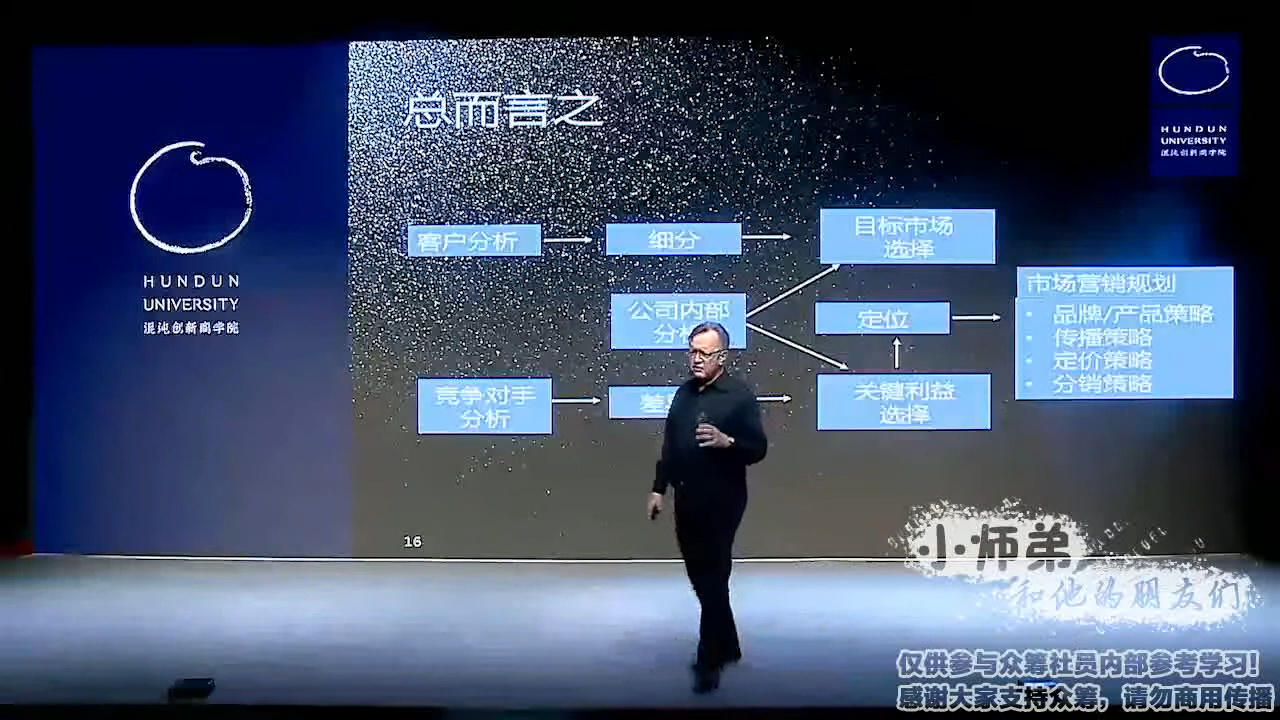 总而言之
HUNDUN
UNIVERSITY
混沌创新商学院
HUNDUN
UNIVERSITY
混沌创新商学院
客户分析
细分
目标市场
选择
公司内部
分析
定位
市场营销规划
• 品牌/产品策略
• 传播策略
• 定价策略
• 分销策略
竞争对手
分析
差
关键利益
选择
16
小师弟
和他的朋友们
仅供参与众筹社员内部参考学习!
感谢大家支持众筹，请勿商用传播